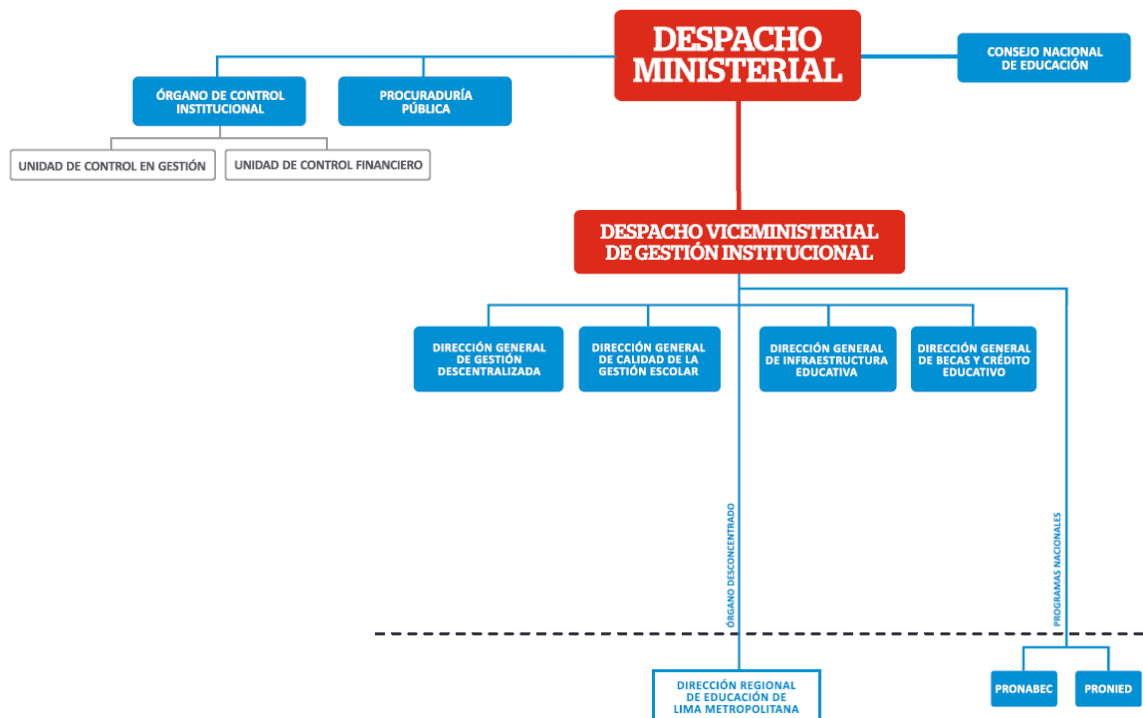 DESPACHO
MINISTERIAL
CONSEJO NACIONAL
DE EDUCACIÓN
ÓRGANO DE CONTROL
INSTITUCIONAL
PROCURADURÍA
PÚBLICA
UNIDAD DE CONTROL EN GESTIÓN
UNIDAD DE CONTROL FINANCIERO
DESPACHO VICEMINISTERIAL
DE GESTIÓN INSTITUCIONAL
DIRECCIÓN GENERAL
DE GESTIÓN
DESCENTRALIZADA
DIRECCIÓN GENERAL
DE CALIDAD DE LA
GESTIÓN ESCOLAR
DIRECCIÓN GENERAL
DE INFRAESTRUCTURA
EDUCATIVA
DIRECCIÓN GENERAL
DE BECAS Y CRÉDITO
EDUCATIVO
ÓRGANO DESCONCENTRADO
PROGRAMAS NACIONALES
DIRECCIÓN REGIONAL
DE EDUCACIÓN DE
LIMA METROPOLITANA
PRONABEC
PRONIED